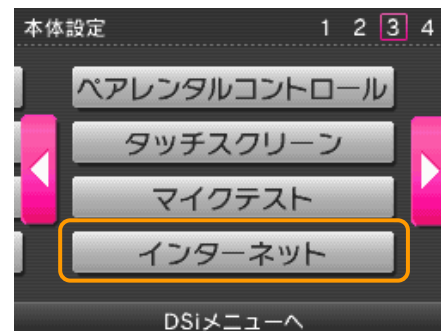 本体設定 1 2 3 4
ペアレンタルコントロール
タッチスクリーン
マイクテスト
インターネット
DSiメニューへ